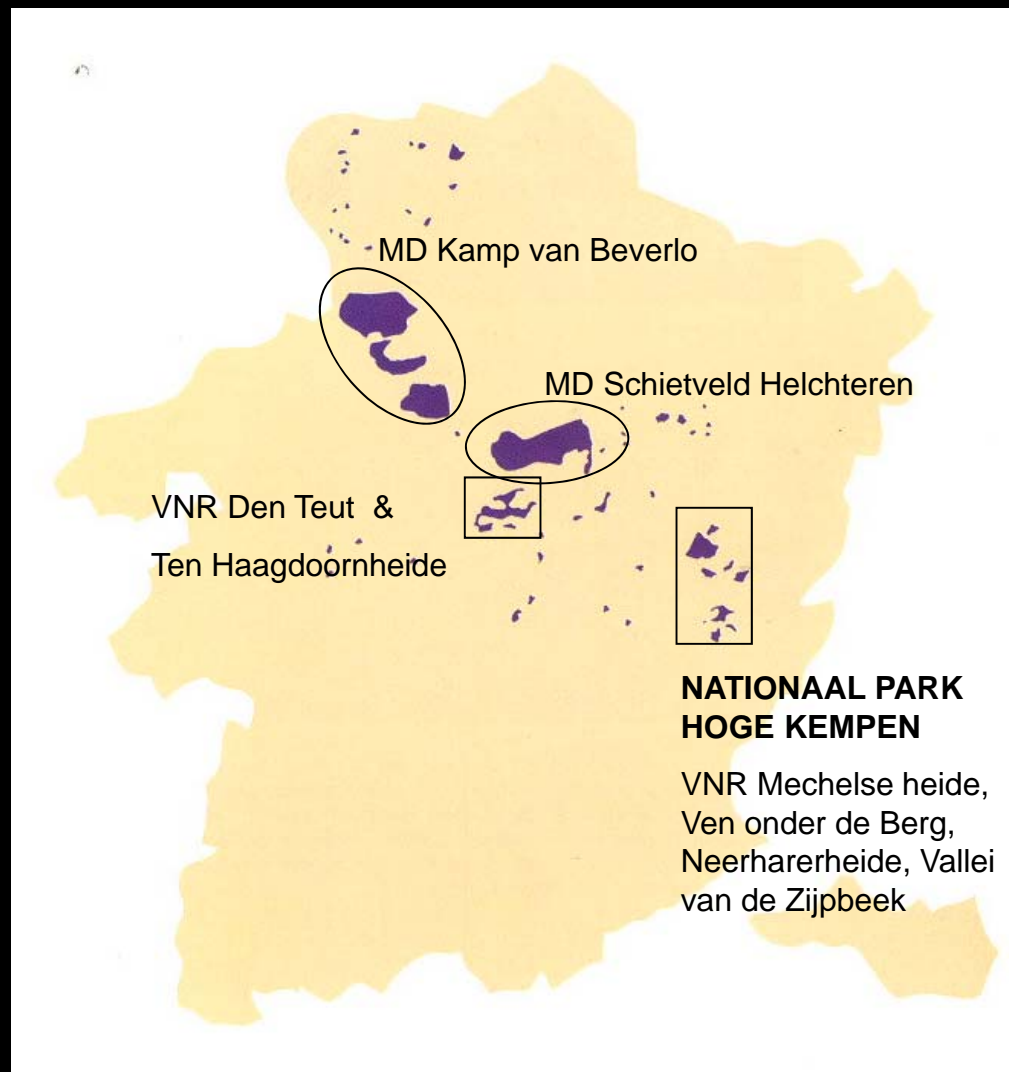 MD Kamp van Beverlo
MD Schietveld Helchteren
VNR Den Teut &
Ten Haagdoornheide
NATIONAAL PARK
HOGE KEMPEN
VNR Mechelse heide,
Ven onder de Berg,
Neerharerheide, Vallei
van de Zijpbeek